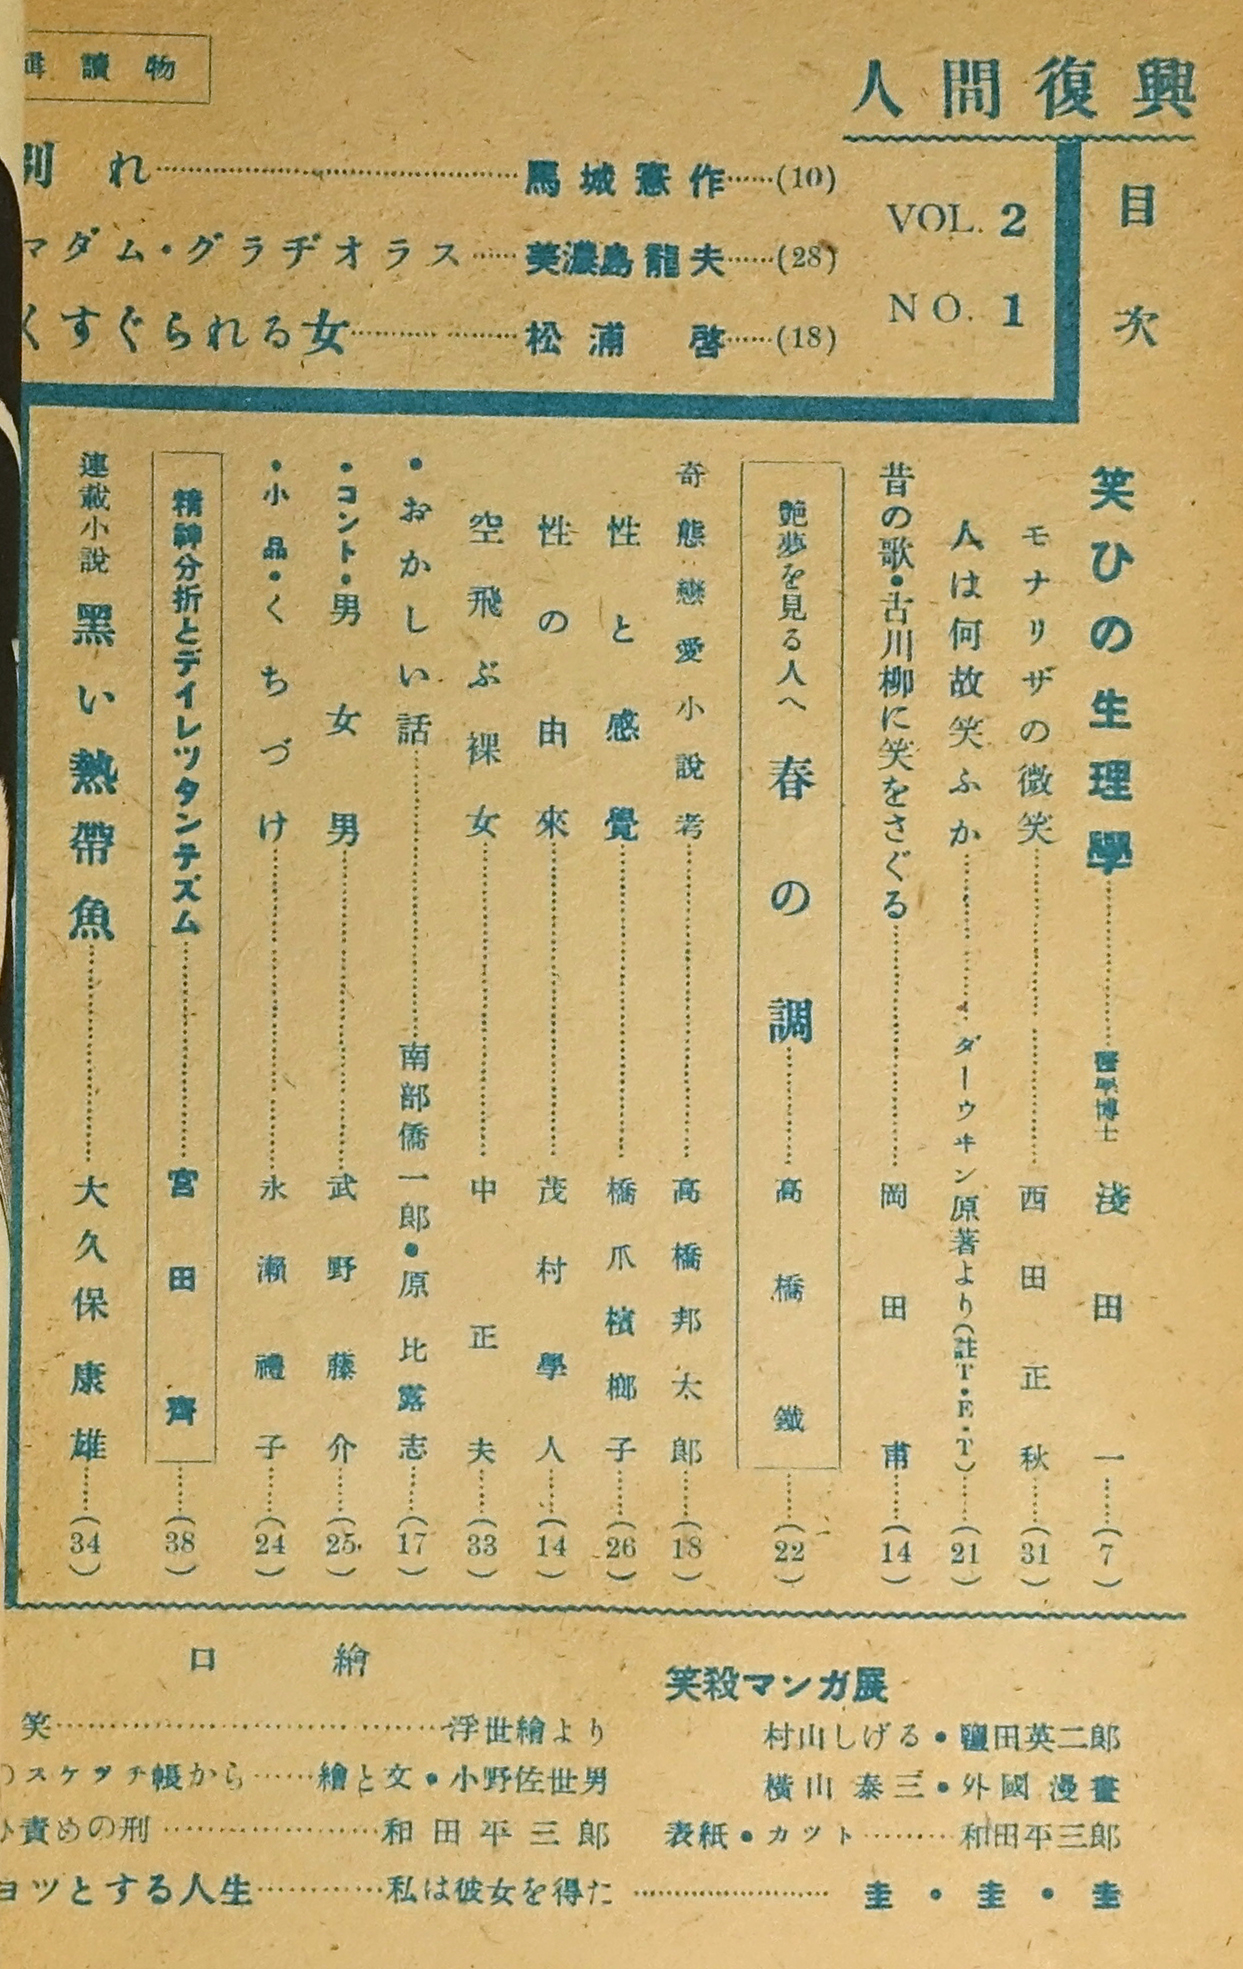 人間復興
目次
VOL. 2
NO. 1
讀物
別れ……馬城憲作……(10)
マダム・グラヂオラス……美濃島龍夫……(28)
くすぐられる女……松浦啓……(18)
笑ひの生理學……醫學博士 淺田一……(7)
モナリザの微笑……西田正秋……(31)
人は何故笑ふか……ダーウヰン原著より(註T・E・T)……(21)
昔の歌・古川柳に笑をさぐる……岡田甫……(14)
艶夢を見る人へ 春の調……高橋鐵……(22)
奇態戀愛小說考……高橋邦太郎……(18)
性と感覺……橋爪檳榔子……(26)
性の由來……茂村學人……(14)
空飛ぶ裸女……中正夫……(33)
・おかしい話……南部僑一郎・原比露志……(17)
・コント・男女男……武野藤介……(25)
・小品・くちづけ……永瀬禮子……(24)
精神分折とデイレツタンテズム……宮田齊……(38)
連載小說 黑い熱帶魚……大久保康雄……(34)
笑殺マンガ展
村山しげる・鹽田英二郎
橫山泰三・外國漫畫
表紙・カツト………和田平三郎
口繪
笑……浮世繪より
スケッチ帳から……繪と文・小野佐世男
責めの刑……和田平三郎
ョツとする人生……私は彼女を得た……圭・圭・圭